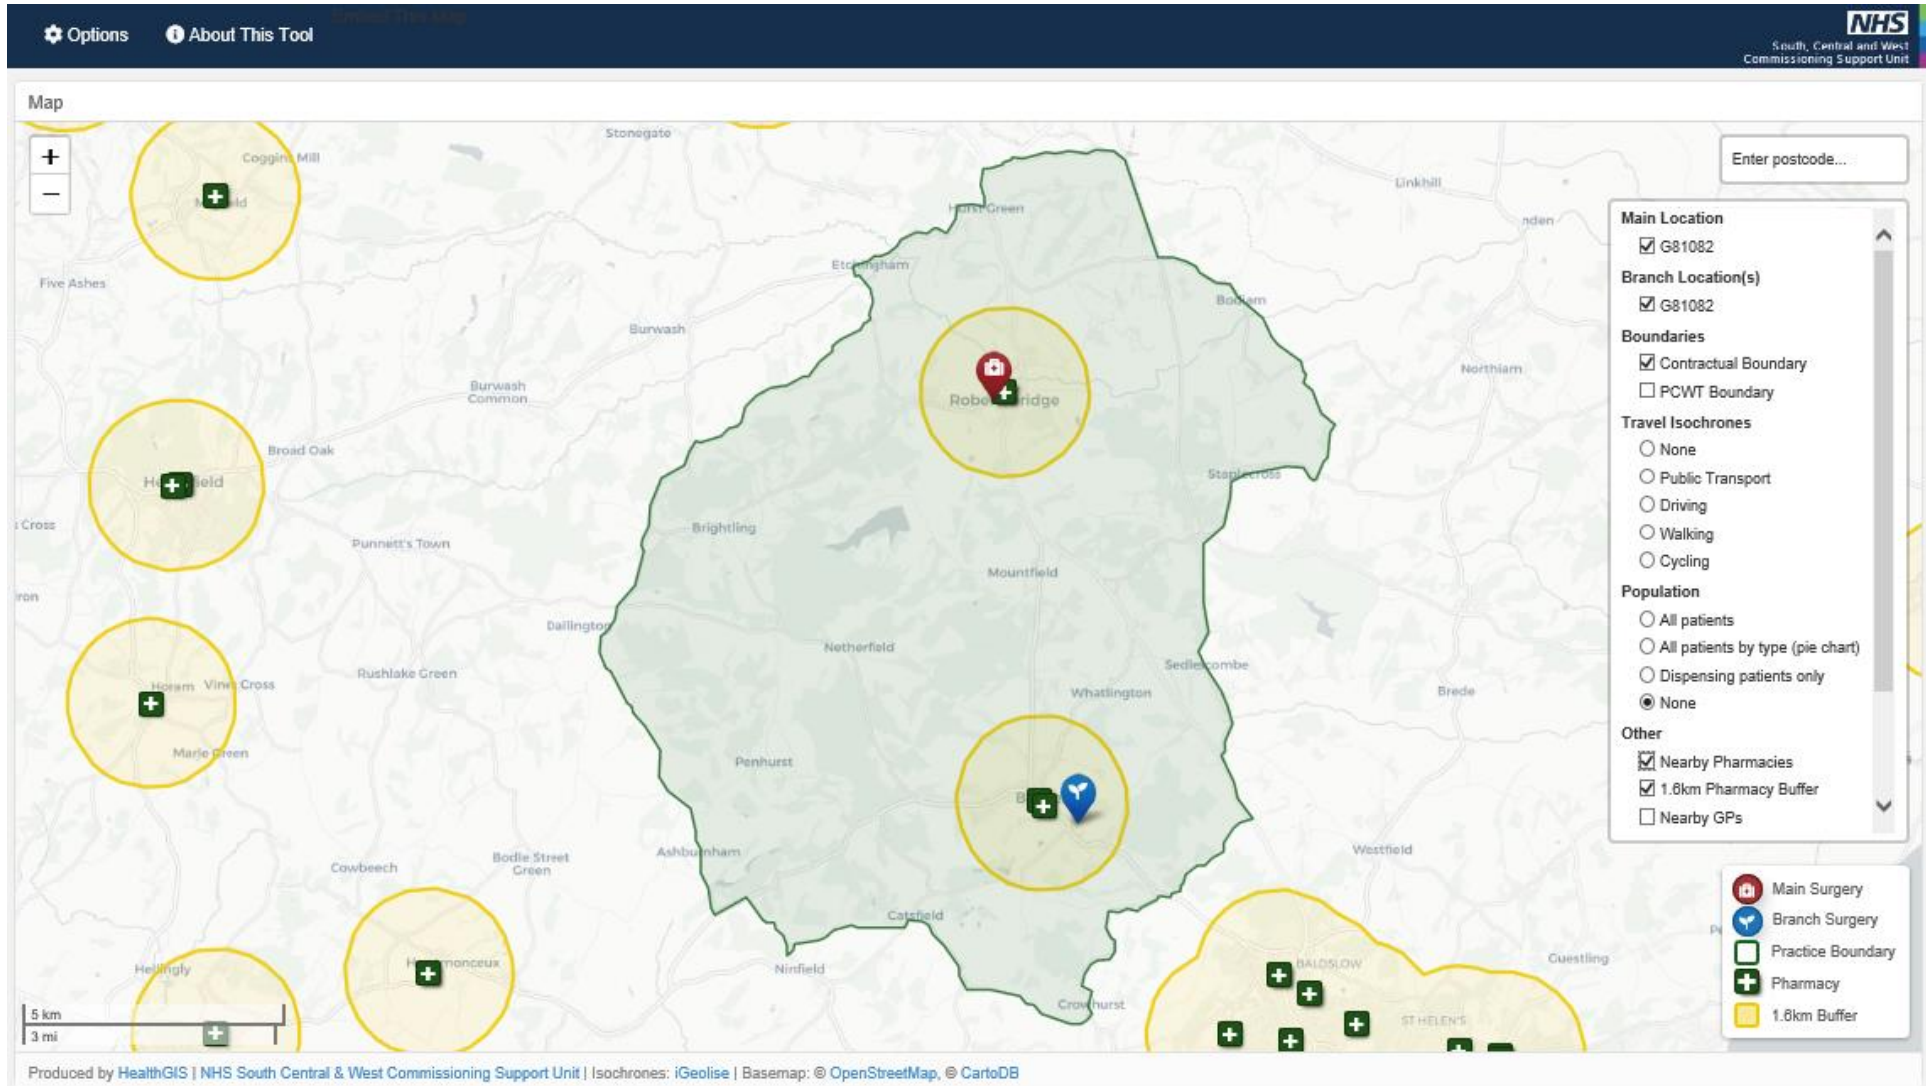 Options
About This Tool
NHS
South, Central and West
Commissioning Support Unit
Map
+
−
Enter postcode...
Main Location
G81082
Branch Location(s)
G81082
Boundaries
Contractual Boundary
PCWT Boundary
Travel Isochrones
None
Public Transport
Driving
Walking
Cycling
Population
All patients
All patients by type (pie chart)
Dispensing patients only
None
Other
Nearby Pharmacies
1.6km Pharmacy Buffer
Nearby GPs
Stonegate
Linkhill
Five Ashes
Etchingham
Bodiam
Burwash
Northiam
Burwash
Common
Broad Oak
Staplecross
Cross
Brightling
Punnett's Town
Mountfield
Dallington
Netherfield
Sedlescombe
Rushlake Green
Horam
Vines Cross
Whatlington
Brede
Marle Green
Penhurst
Westfield
Ashburnham
Bodle Street
Green
Cowbeech
Catsfield
Hellingly
Ninfield
BALDSLOW
Guestling
Crowhurst
ST HELEN'S
Main Surgery
Branch Surgery
Practice Boundary
Pharmacy
1.6km Buffer
5 km
3 mi
Produced by HealthGIS | NHS South Central & West Commissioning Support Unit | Isochrones: iGeolise | Basemap: © OpenStreetMap, © CartoDB